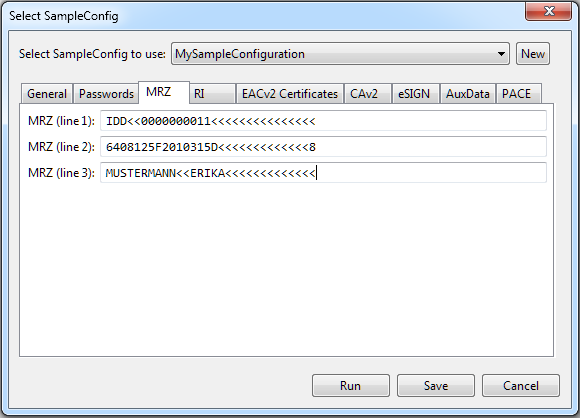 Select SampleConfig
Select SampleConfig to use: MySampleConfiguration New
General Passwords MRZ RI EACv2 Certificates CAv2 eSIGN AuxData PACE
MRZ (line 1): IDD<<0000000011<<<<<<<<<<<<<<<
MRZ (line 2): 6408125F2010315D<<<<<<<<<<<<<8
MRZ (line 3): MUSTERMANN<<ERIKA<<<<<<<<<<<<<
Run Save Cancel